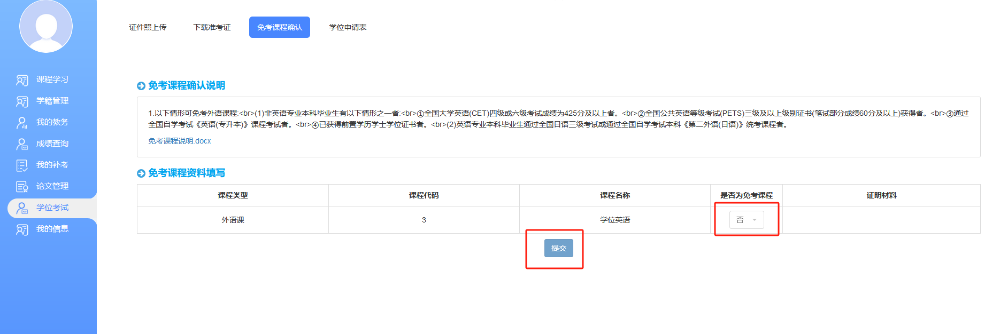 证件照上传 下载准考证 免考课程确认 学位申请表
课程学习
学籍管理
我的教务
成绩查询
我的补考
论文管理
学位考试
我的信息
免考课程确认说明
1.以下情形可免考外语课程:<br>(1)非英语专业本科毕业生有以下情形之一者:<br>①全国大学英语(CET)四级或六级考试成绩为425分及以上者。<br>②全国公共英语等级考试(PETS)三级及以上级别证书(笔试部分成绩60分及以上)获得者。<br>③通过
全国自学考试《英语(专升本)》课程考试者。<br>④已获得前置学历学士学位证书者。<br>(2)英语专业本科毕业生通过全国日语三级考试或通过全国自学考试本科《第二外语(日语)》统考课程者。
免考课程说明.docx
免考课程资料填写
课程类型 课程代码 课程名称 是否为免考课程 证明材料
外语课 3 学位英语 否
提交